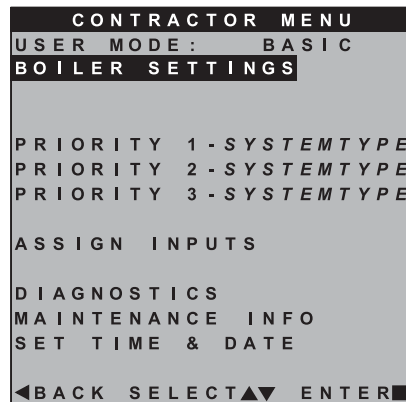 CONTRACTOR MENU
USER MODE: BASIC
BOILER SETTINGS
PRIORITY 1-SYSTEMTYPE
PRIORITY 2-SYSTEMTYPE
PRIORITY 3-SYSTEMTYPE
ASSIGN INPUTS
DIAGNOSTICS
MAINTENANCE INFO
SET TIME & DATE
◀BACK SELECT▲▼ ENTER■